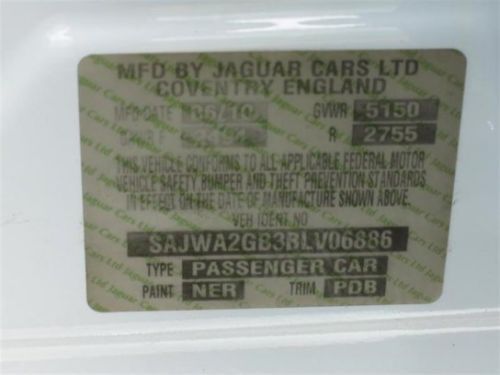 MFD BY JAGUAR CARS LTD
COVENTRY ENGLAND
MFD DATE 06/10 GVWR 5150
R 2755
THIS VEHICLE CONFORMS TO ALL APPLICABLE FEDERAL MOTOR
VEHICLE SAFETY BUMPER AND THEFT PREVENTION STANDARDS
IN EFFECT ON THE DATE OF MANUFACTURE SHOWN ABOVE.
VEH IDENT NO
SAJWA2GB3BLV06886
TYPE PASSENGER CAR
PAINT NER TRIM PDB